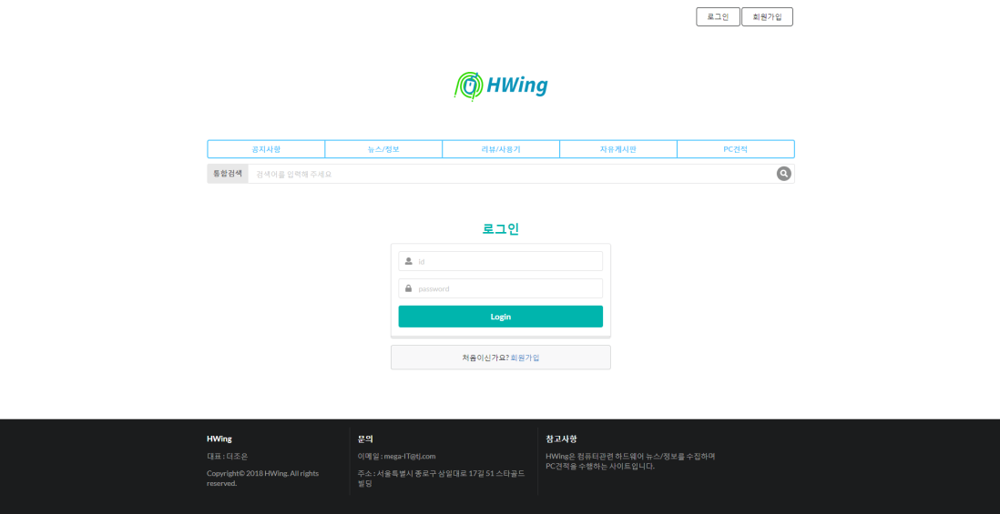 로그인 회원가입
HWing
공지사항 뉴스/정보 리뷰/사용기 자유게시판 PC견적
통합검색 검색어를 입력해 주세요
로그인
id
password
Login
처음이신가요? 회원가입
HWing
대표 : 더조은
Copyright© 2018 HWing. All rights
reserved.
문의
이메일 : mega-IT@tj.com
주소 : 서울특별시 종로구 삼일대로 17길 51 스타골드
빌딩
참고사항
HWing은 컴퓨터관련 하드웨어 뉴스/정보를 수집하며
PC견적을 수행하는 사이트입니다.